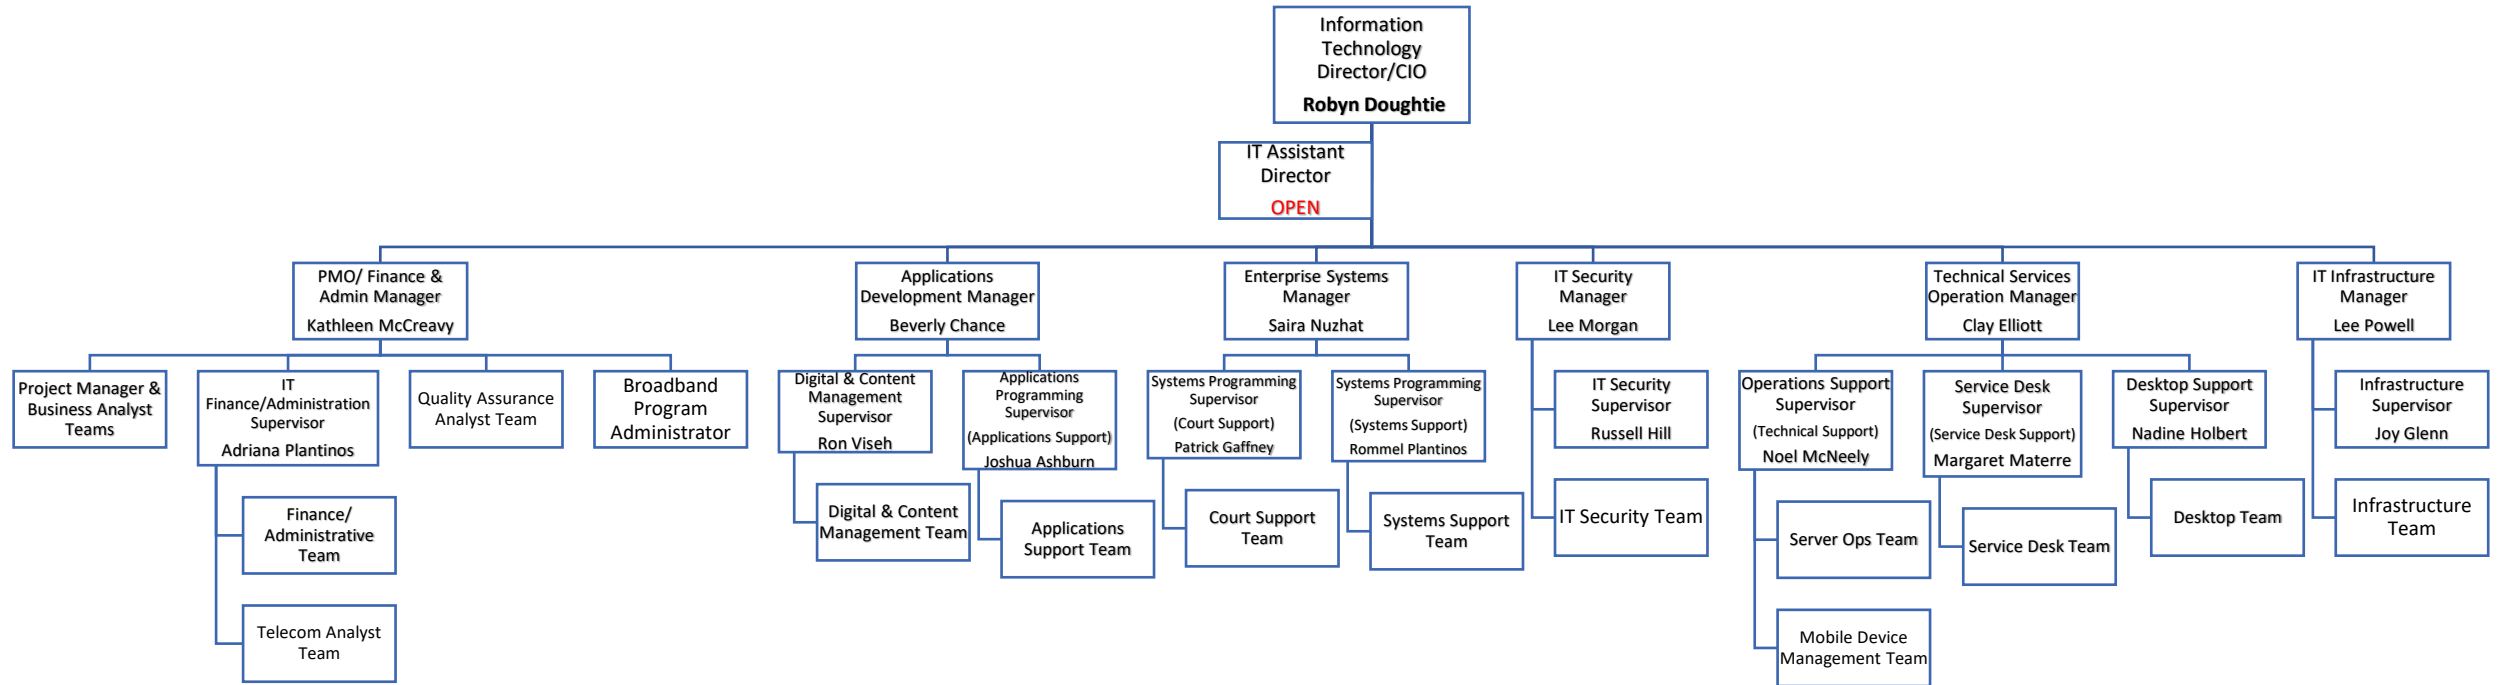 Information
Technology
Director/CIO
Robyn Doughtie
IT Assistant
Director
OPEN
PMO/ Finance &
Admin Manager
Kathleen McCreavy
Applications
Development Manager
Beverly Chance
Enterprise Systems
Manager
Saira Nuzhat
IT Security
Manager
Lee Morgan
Technical Services
Operation Manager
Clay Elliott
IT Infrastructure
Manager
Lee Powell
Project Manager &
Business Analyst
Teams
IT
Finance/Administration
Supervisor
Adriana Plantinos
Quality Assurance
Analyst Team
Broadband
Program
Administrator
Digital & Content
Management
Supervisor
Ron Viseh
Applications
Programming
Supervisor
(Applications Support)
Joshua Ashburn
Systems Programming
Supervisor
(Court Support)
Patrick Gaffney
Systems Programming
Supervisor
(Systems Support)
Rommel Plantinos
IT Security
Supervisor
Russell Hill
Operations Support
Supervisor
(Technical Support)
Noel McNeely
Service Desk
Supervisor
(Service Desk Support)
Margaret Materre
Desktop Support
Supervisor
Nadine Holbert
Infrastructure
Supervisor
Joy Glenn
Finance/
Administrative
Team
Digital & Content
Management Team
Applications
Support Team
Court Support
Team
Systems Support
Team
IT Security Team
Server Ops Team
Service Desk Team
Desktop Team
Infrastructure
Team
Telecom Analyst
Team
Mobile Device
Management Team